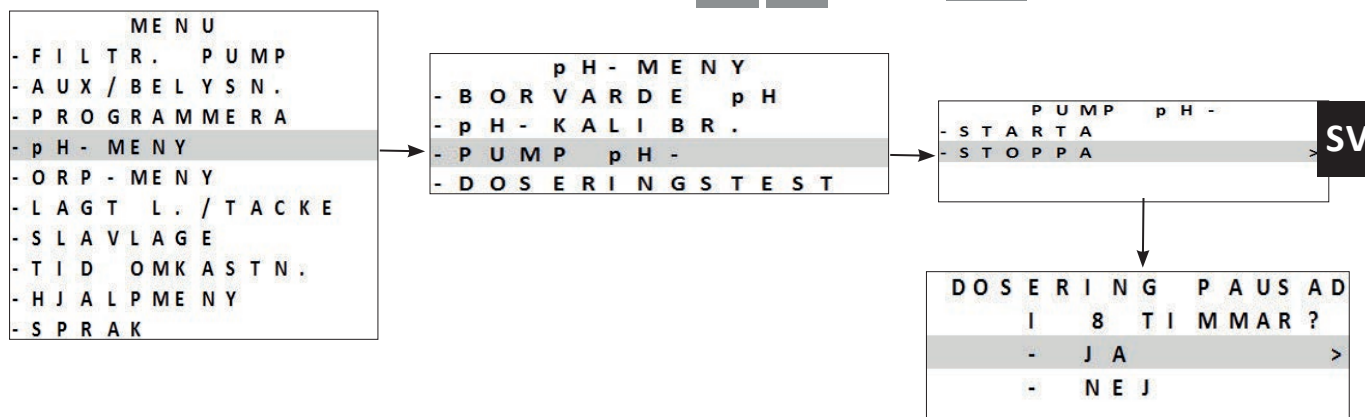 MENU
-FILTR. PUMP
-AUX/BELYSN.
-PROGRAMMERA
-pH-MENY
-ORP-MENY
-LAGT L./TACKE
-SLAVLAGE
-TID OMKASTN.
-HJALPMENY
-SPRAK
pH-MENY
-BORVARDE pH
-pH-KALIBR.
-PUMP pH-
-DOSERINGSTEST
PUMP pH-
-STARTA
-STOPPA >
SV
DOSERING PAUSAD
I 8 TIMMAR?
- JA >
- NEJ